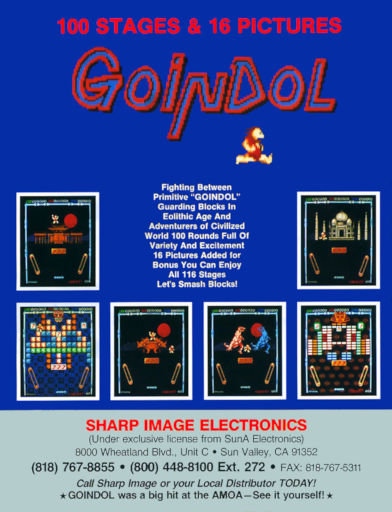 100 STAGES & 16 PICTURES
GOINDOL
Fighting Between
Primitive "GOINDOL"
Guarding Blocks In
Eolithic Age And
Adventurers of Civilized
World 100 Rounds Full Of
Variety And Excitement
16 Pictures Added for
Bonus You Can Enjoy
All 116 Stages
Let's Smash Blocks!
SHARP IMAGE ELECTRONICS
(Under exclusive license from SunA Electronics)
8000 Wheatland Blvd., Unit C • Sun Valley, CA 91352
(818) 767-8855 • (800) 448-8100 Ext. 272 • FAX: 818-767-5311
Call Sharp Image or your Local Distributor TODAY!
★ GOINDOL was a big hit at the AMOA—See it yourself! ★